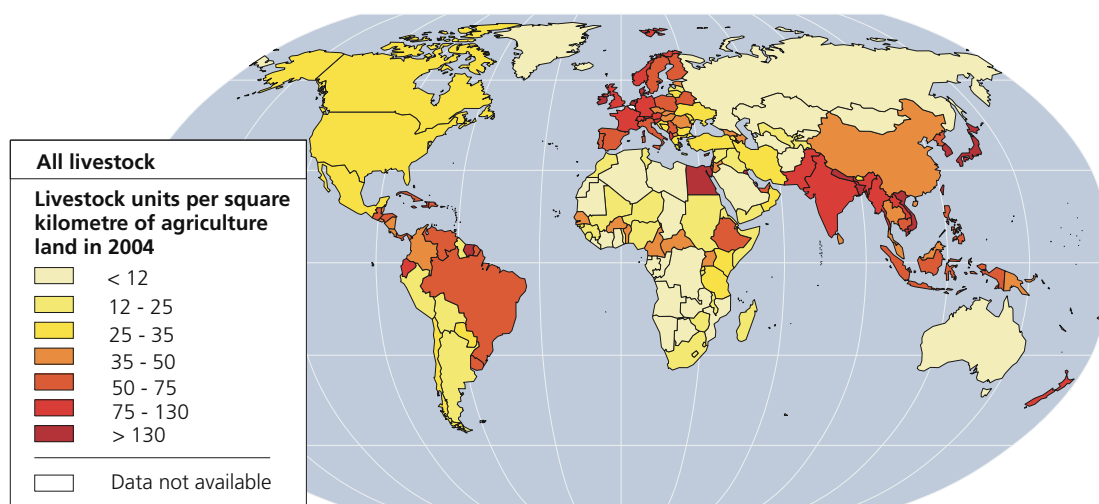 All livestock
Livestock units per square
kilometre of agriculture
land in 2004
< 12
12 - 25
25 - 35
35 - 50
50 - 75
75 - 130
> 130
Data not available